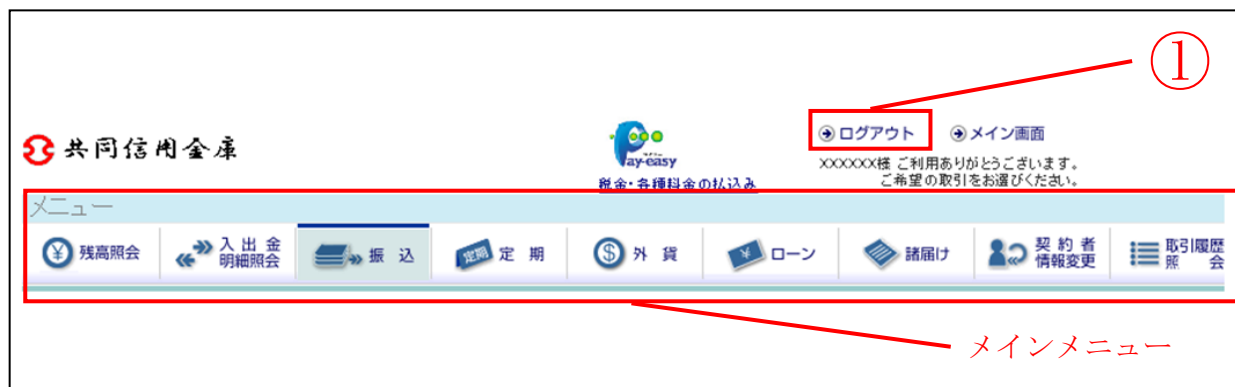 ①
ログアウト メイン画面
共同信用金庫
Pay-easy
XXXXXX様 ご利用ありがとうございます。
税金・各種料金の払込み
ご希望の取引をお選びください。
メニュー
残高照会 入出金明細照会 振込 定期 定期 外貨 ローン 諸届け 契約者情報変更 取引履歴照会
メインメニュー